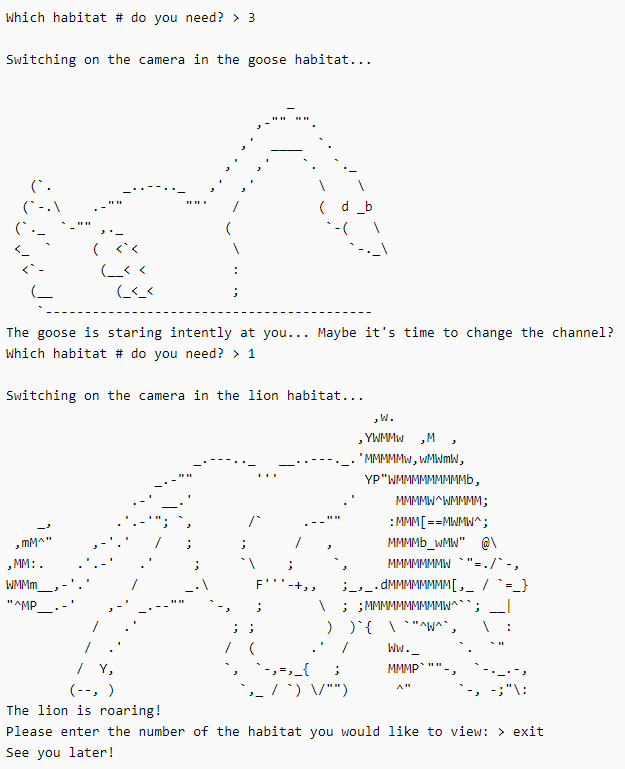 Which habitat # do you need? > 3
Switching on the camera in the goose habitat...
The goose is staring intently at you... Maybe it's time to change the channel?
Which habitat # do you need? > 1
Switching on the camera in the lion habitat...
The lion is roaring!
Please enter the number of the habitat you would like to view: > exit
See you later!